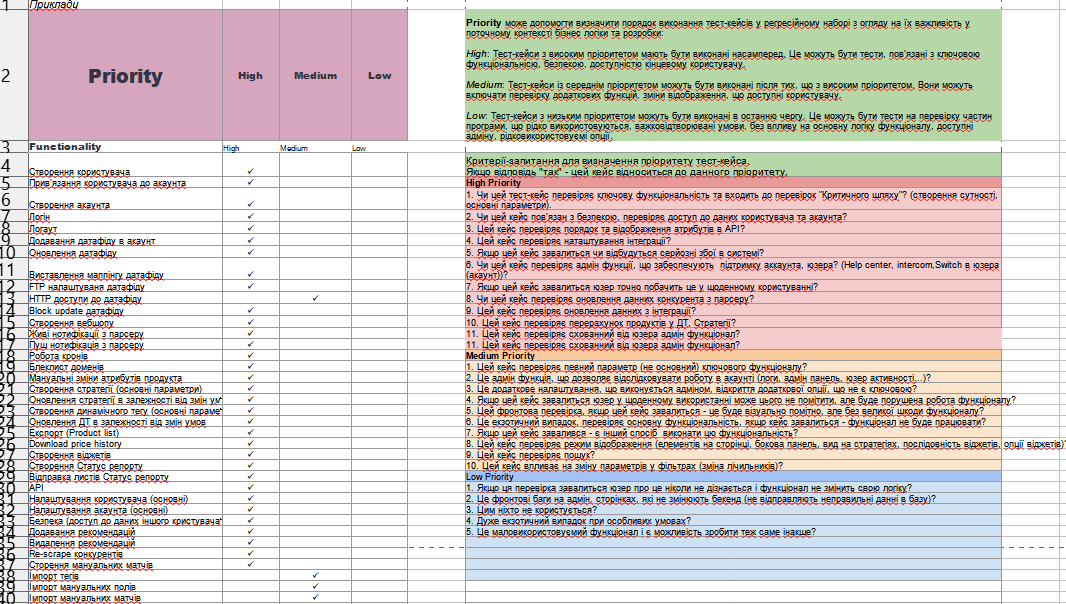 1 Приклади
2 Priority High Medium Low
Priority може допомогти визначити порядок виконання тест-кейсів у регресійному наборі з огляду на їх важливість у
поточному контексті бізнес логіки та розробки:
High: Тест-кейси з високим пріоритетом мають бути виконані насамперед. Це можуть бути тести, пов'язані з ключовою
функціональністю, безпекою, доступністю кінцевому користувачу.
Medium: Тест-кейси із середнім пріоритетом можуть бути виконані після тих, що з високим пріоритетом. Вони можуть
включати перевірку додаткових функцій, зміни відображення, що доступні користувачу.
Low: Тест-кейси з низьким пріоритетом можуть бути виконані в останню чергу. Це можуть бути тести на перевірку частин
програми, що рідко використовуються, важковідтворювані умови, без впливу на основну логіку функціоналу, доступні
адміну, рідковикористовуємі опції.
3 Functionality High Medium Low
Критерії-запитання для визначення пріоритету тест-кейса.
4 Створення користувача ✓ Якщо відповідь "так" - цей кейс відноситься до данного пріоритету.
5 Прив'язання користувача до акаунта ✓ High Priority
1. Чи цей тест-кейс перевіряє ключову функціональність та входить до перевірок "Критичного шляху"? (створення сутності,
6 Створення акаунта ✓ основні параметри).
7 Логін ✓ 2. Чи цей кейс пов'язан з безпекою, перевіряє доступ до даних користувача та акаунта?
8 Логаут ✓ 3. Цей кейс перевіряє порядок та відображення атрибутів в API?
9 Додавання датафіду в акаунт ✓ 4. Цей кейс перевіряє наташтування інтеграції?
10 Оновлення датафіду ✓ 5. Якщо цей кейс завалиться чи відбудуться серйозні збої в системі?
6. Чи цей кейс перевіряє адмін функції, що забеспечують підтримку аккаунта, юзера? (Help center, intercom,Switch в юзера
11 Виставлення маппінгу датафіду ✓ (акаунт))?
12 FTP налаштуваня датафіду ✓ 7. Якщо цей кейс завалиться юзер точно побачить це у щоденному користуванні?
13 HTTP доступи до датафіду ✓ 8. Чи цей кейс перевіряє оновлення данних конкурента з парсеру?
14 Block update датафіду ✓ 9. Цей кейс перевіряє оновлення данних з інтеграції?
15 Створення вебшопу ✓ 10. Цей кейс перевіряє перерахунок продуктів у ДТ, Стратегії?
16 Живі нотифікації з парсеру ✓ 11. Цей кейс перевіряє схованний від юзера адмін функціонал?
17 Пуш нотифікація з парсеру ✓ 11. Цей кейс перевіряє схованний від юзера адмін функціонал?
18 Робота кронів ✓ Medium Priority
19 Блеклист доменів ✓ 1. Цей кейс перевіряє певний параметр (не основний) ключового функціоналу?
20 Мануальні зміни атрибутів продукта ✓ 2. Це адмін функція, що дозволяє відслідковувати роботу в акаунті (логи, адмін панель, юзер активності...)?
21 Створення стратегії (основні параметри) ✓ 3. Це додаткове налаштування, що виконується адміном, відкриття додаткової опції, що не є ключовою?
22 Оновлення стратегії в залежності від змін ум ✓ 4. Якщо цей кейс завалиться юзер у щоденному використанні може цього не помітити, але буде порушена робота функціоналу?
23 Створення динамічного тегу (основні параме ✓ 5. Цей фронтова перевірка, якщо цей кейс завалиться - це буде візуально помітно, але без великої шкоди функціоналу?
24 Оновлення ДТ в залежності від змін умов ✓ 6. Це екзотичний випадок, перевіряє основну функціональність, якщо кейс завалиться - функціонал не буде працювати?
25 Експорт (Product list) ✓ 7. Якщо цей кейс завалився - є інший спосіб виконати цю функціональність?
26 Download price history ✓ 8. Цей кейс перевіряє режим відображення (елементів на сторінці, бокова панель, вид на стратегіях, послідовність віджетів, опції віджетів)?
27 Створення віджетів ✓ 9. Цей кейс перевіряє пошук?
28 Створення Статус репорту ✓ 10. Цей кейс впливає на зміну параметрів у фільтрах (зміна лічильників)?
29 Відправка листів Статус репорту ✓ Low Priority
30 API ✓ 1. Якщо ця перевірка завалиться юзер про це ніколи не дізнається і функціонал не змінить свою логіку?
31 Налаштування користувача (основні) ✓ 2. Це фронтові баги на адмін. сторінках, які не змінюють бекенд (не відправляють неправильні данні в базу)?
32 Налаштування акаунта (основні) ✓ 3. Цим ніхто не користується?
33 Безпека (доступ до даних іншого кристувача ✓ 4. Дуже екзотичний випадок при особливих умовах?
34 Додавання рекомендацій ✓ 5. Це маловикористовуємий функціонал і є можливість зробити теж саме інакше?
35 Видалення рекомендацій ✓
36 Re-scrape конкурентів ✓
37 Сторення мануальних матчів ✓
38 Імпорт тегів ✓
39 Імпорт мануальних полів ✓
40 Імпорт мануальних матчів ✓